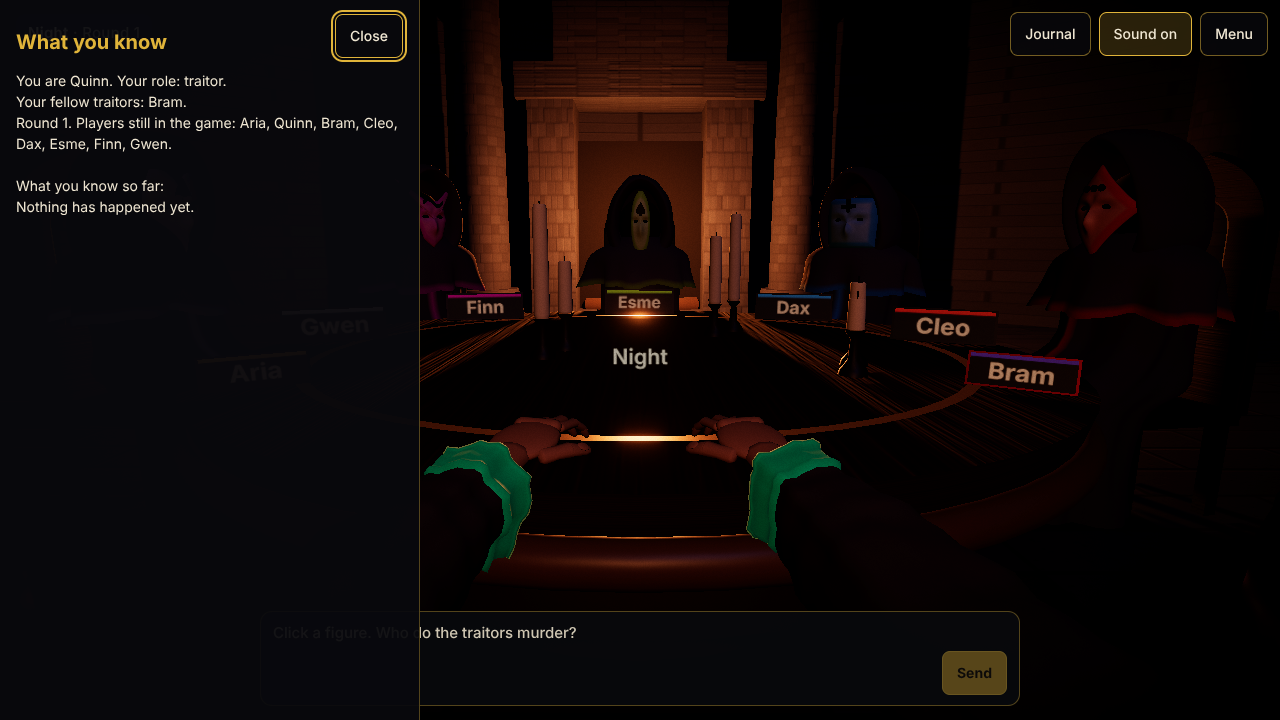 What you know
Close
You are Quinn. Your role: traitor.
Your fellow traitors: Bram.
Round 1. Players still in the game: Aria, Quinn, Bram, Cleo,
Dax, Esme, Finn, Gwen.
What you know so far:
Nothing has happened yet.
Journal
Sound on
Menu
Finn
Esme
Dax
Cleo
Gwen
Aria
Bram
Night
Click a figure. Who do the traitors murder?
Send